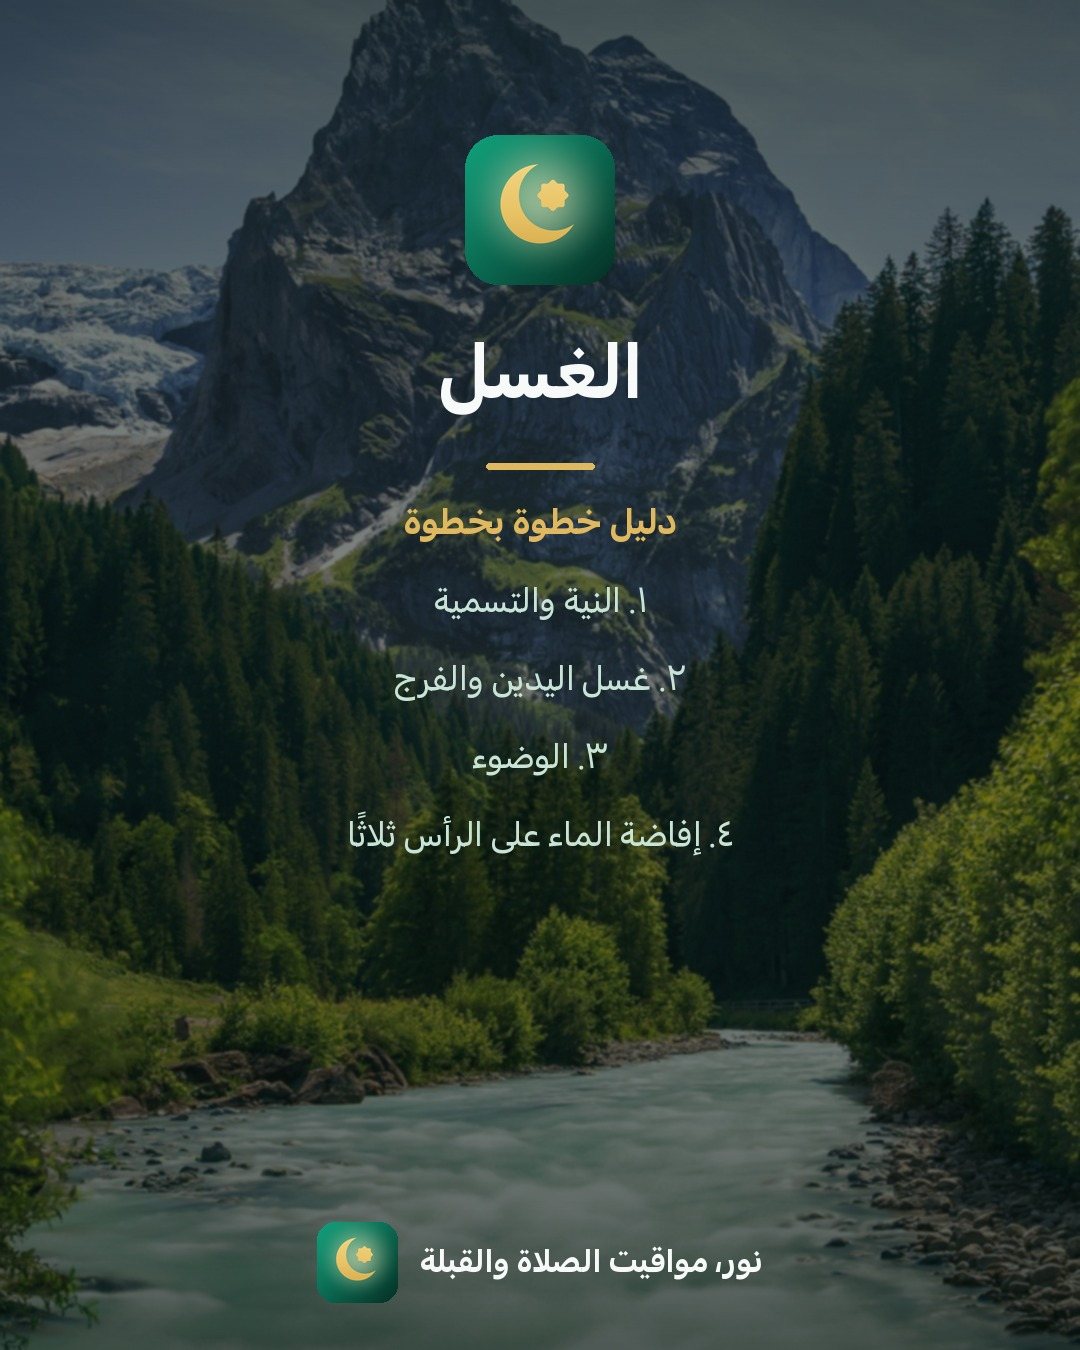 الغسل
دليل خطوة بخطوة
١. النية والتسمية
٢. غسل اليدين والفرج
٣. الوضوء
٤. إفاضة الماء على الرأس ثلاثًا
نور، مواقيت الصلاة والقبلة